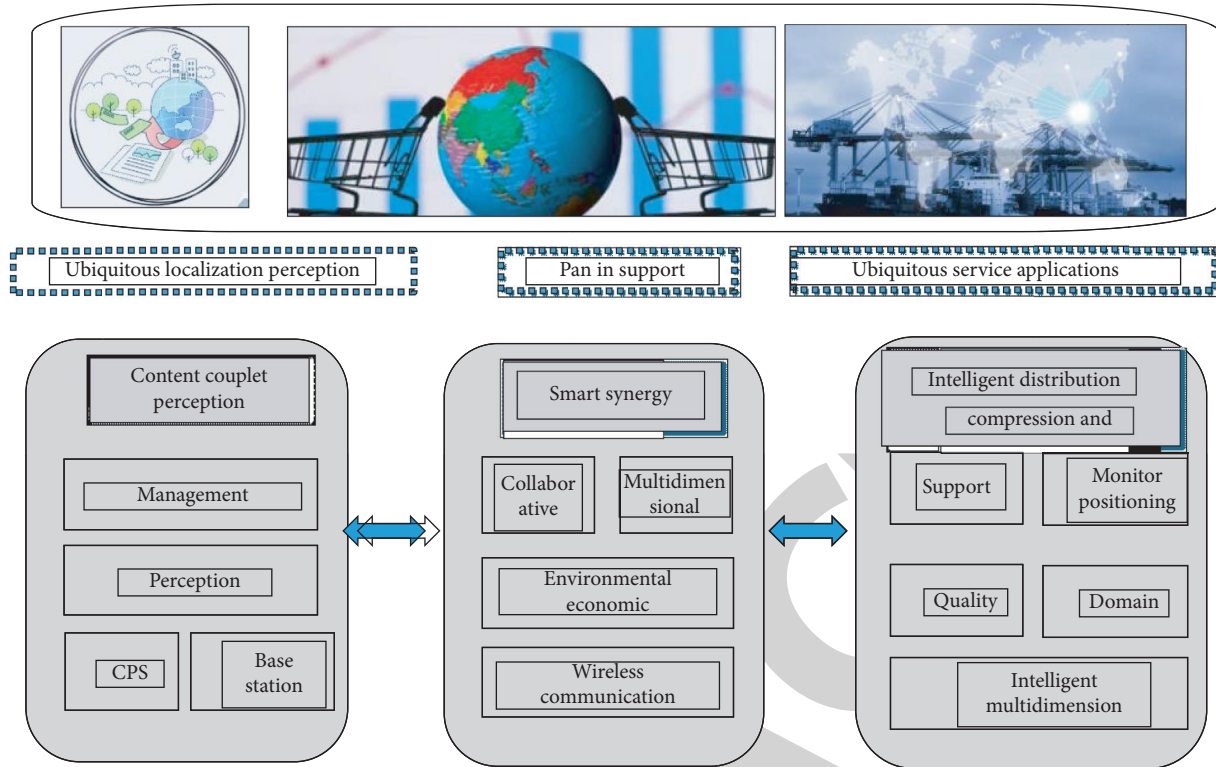 Ubiquitous localization perception
Pan in support
Ubiquitous service applications
Content couplet
perception
Management
Perception
CPS
Base
station
Smart synergy
Collabor
ative
Multidimen
sional
Environmental
economic
Wireless
communication
Intelligent distribution
compression and
Support
Monitor
positioning
Quality
Domain
Intelligent
multidimension